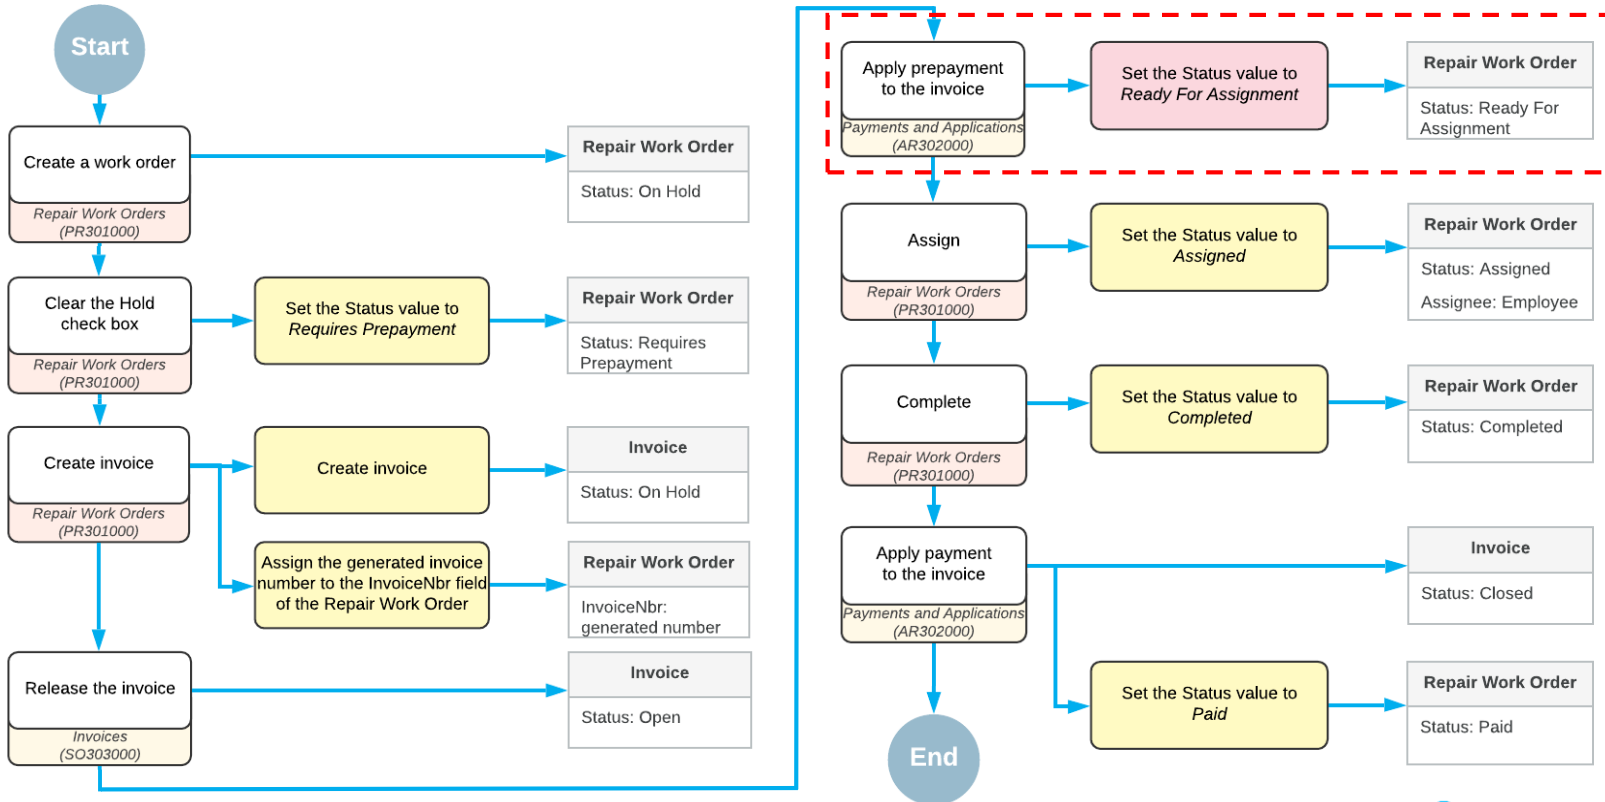 Start
Create a work order
Repair Work Orders
(PR301000)
Repair Work Order
Status: On Hold
Clear the Hold
check box
Repair Work Orders
(PR301000)
Set the Status value to
Requires Prepayment
Repair Work Order
Status: Requires
Prepayment
Create invoice
Repair Work Orders
(PR301000)
Create invoice
Invoice
Status: On Hold
Assign the generated invoice
number to the InvoiceNbr field
of the Repair Work Order
Repair Work Order
InvoiceNbr:
generated number
Release the invoice
Invoices
(SO303000)
Invoice
Status: Open
Apply prepayment
to the invoice
Payments and Applications
(AR302000)
Set the Status value to
Ready For Assignment
Repair Work Order
Status: Ready For
Assignment
Assign
Repair Work Orders
(PR301000)
Set the Status value to
Assigned
Repair Work Order
Status: Assigned
Assignee: Employee
Complete
Repair Work Orders
(PR301000)
Set the Status value to
Completed
Repair Work Order
Status: Completed
Apply payment
to the invoice
Payments and Applications
(AR302000)
Invoice
Status: Closed
Set the Status value to
Paid
Repair Work Order
Status: Paid
End